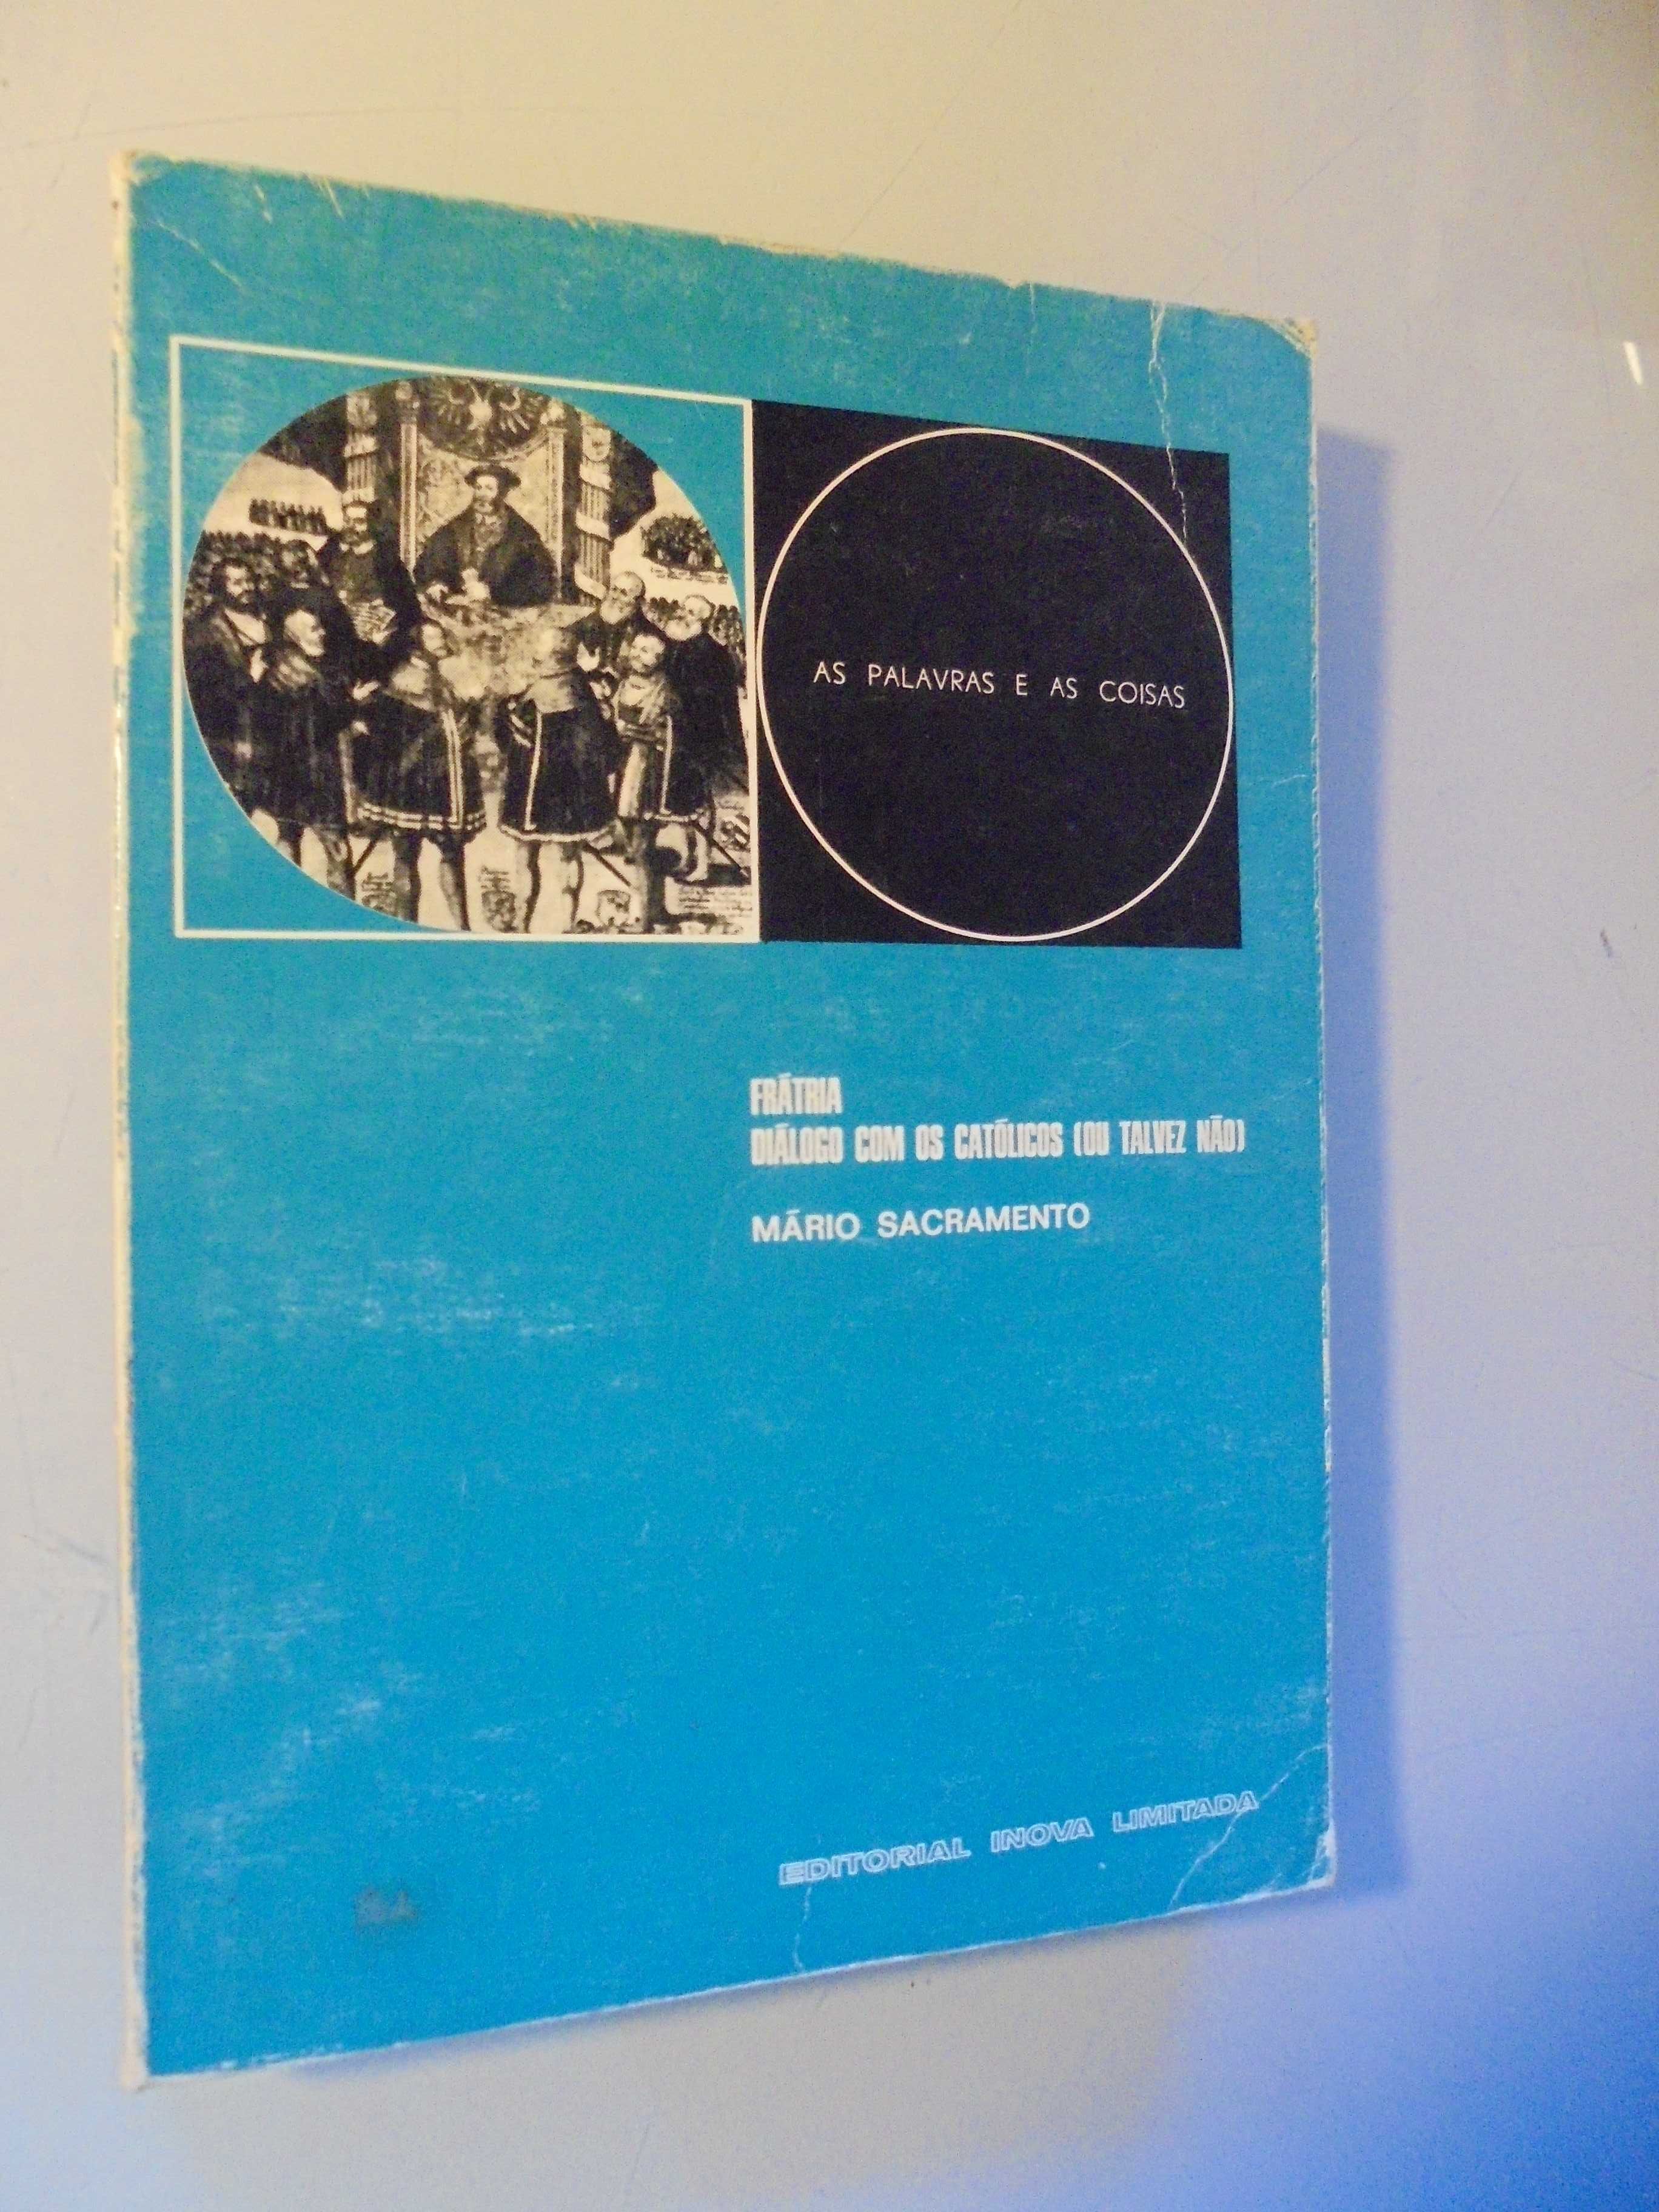 AS PALAVRAS E AS COISAS
FRÁTRIA
DIÁLOGO COM OS CATÓLICOS (OU TALVEZ NÃO)
MÁRIO SACRAMENTO
EDITORIAL INOVA LIMITADA